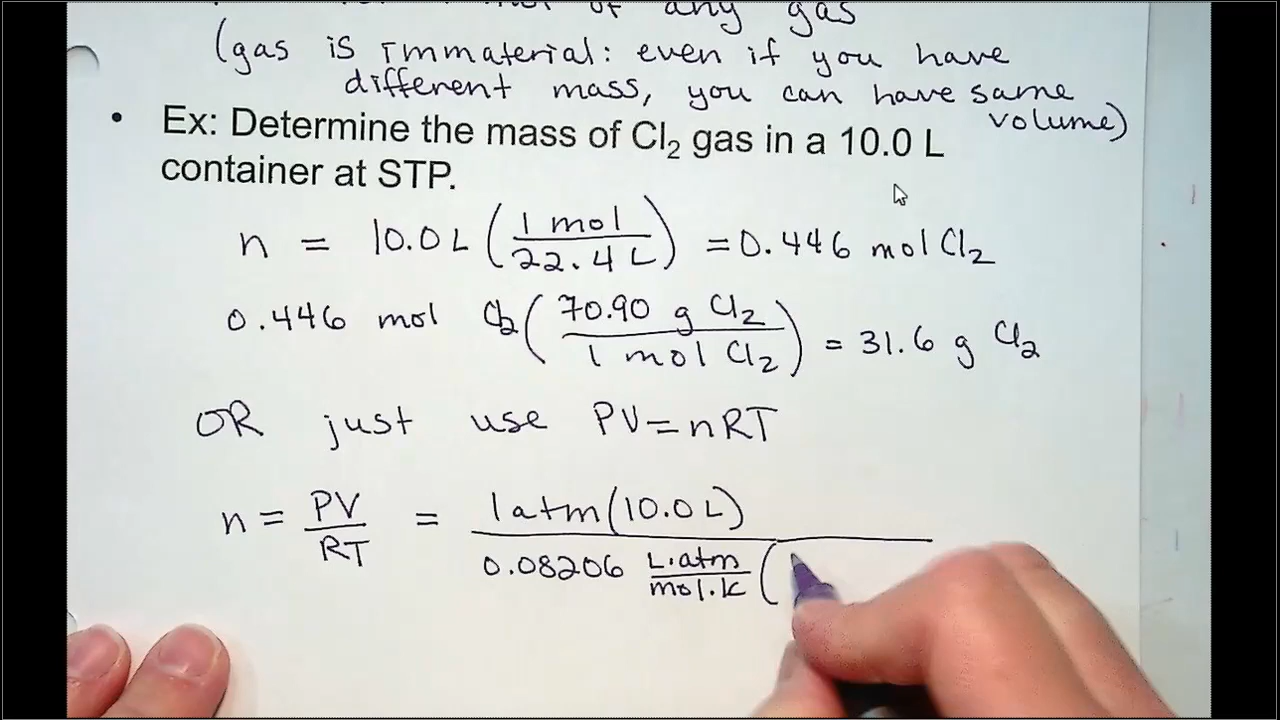 of any gas
(gas is Immaterial: even if you have
different mass, you can have same
volume)
• Ex: Determine the mass of Cl₂ gas in a 10.0 L
container at STP.
n = 10.0 L (1 mol / 22.4 L) = 0.446 mol Cl₂
0.446 mol Cl₂ (70.90 g Cl₂ / 1 mol Cl₂) = 31.6 g Cl₂
OR just use PV=nRT
n = PV / RT = 1 atm (10.0 L) / 0.08206 L·atm / mol·K (